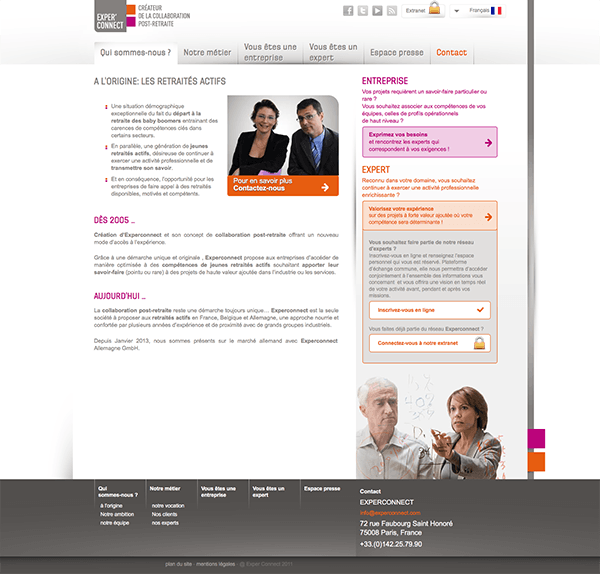 EXPER'
CONNECT
CRÉATEUR
DE LA COLLABORATION
POST-RETRAITE
Extranet
Français
Qui sommes-nous ?
Notre métier
Vous êtes une
entreprise
Vous êtes un
expert
Espace presse
Contact
A L'ORIGINE: LES RETRAITÉS ACTIFS
Une situation démographique
exceptionnelle du fait du départ à la
retraite des baby boomers entrainant des
carences de compétences clés dans
certains secteurs.
En parallèle, une génération de jeunes
retraités actifs, désireuse de continuer à
exercer une activité professionnelle et de
transmettre son savoir.
Et en conséquence, l'opportunité pour les
entreprises de faire appel à des retraités
disponibles, motivés et compétents.
Pour en savoir plus
Contactez-nous
DÈS 2005 ...
Création d'Experconnect et son concept de collaboration post-retraite offrant un nouveau
mode d'accès à l'expérience.
Grâce à une démarche unique et originale , Experconnect propose aux entreprises d'accéder de
manière optimisée à des compétences de jeunes retraités actifs souhaitant apporter leur
savoir-faire (pointu ou rare) à des projets de haute valeur ajoutée dans l'industrie ou les services.
AUJOURD'HUI ...
La collaboration post-retraite reste une démarche toujours unique… Experconnect est la seule
société à proposer aux retraités actifs en France, Belgique et Allemagne, une approche nourrie et
confortée par plusieurs années d'expérience et de proximité avec de grands groupes industriels.
Depuis Janvier 2013, nous sommes présents sur le marché allemand avec Experconnect
Allemagne GmbH.
ENTREPRISE
Vos projets requièrent un savoir-faire particulier ou
rare ?
Vous souhaitez associer aux compétences de vos
équipes, celles de profils opérationnels
de haut niveau ?
Exprimez vos besoins
et rencontrez les experts qui
correspondent à vos exigences !
EXPERT
Reconnu dans votre domaine, vous souhaitez
continuer à exercer une activité professionnelle
enrichissante ?
Valorisez votre expérience
sur des projets à forte valeur ajoutée où votre
compétence sera déterminante !
Vous souhaitez faire partie de notre réseau
d'experts ?
Inscrivez-vous en ligne et renseignez l'espace
personnel qui vous est réservé. Plateforme
d'échange commune, elle vous permettra d'accéder
conjointement à l'ensemble des informations vous
concernant et vous offrira une vision en temps réel
de votre activité avant, pendant et après vos
missions.
Inscrivez-vous en ligne
Vous faites déjà partie du réseau Experconnect ?
Connectez-vous à notre extranet
Qui
sommes-nous ?
à l'origine
Notre ambition
notre équipe
Notre métier
notre vocation
Nos clients
nos experts
Vous êtes une
entreprise
Vous êtes un
expert
Espace presse
Contact
EXPERCONNECT
info@experconnect.com
72 rue Faubourg Saint Honoré
75008 Paris, France
+33.(0)142.25.79.90
plan du site - mentions légales - @ Exper Connect 2011